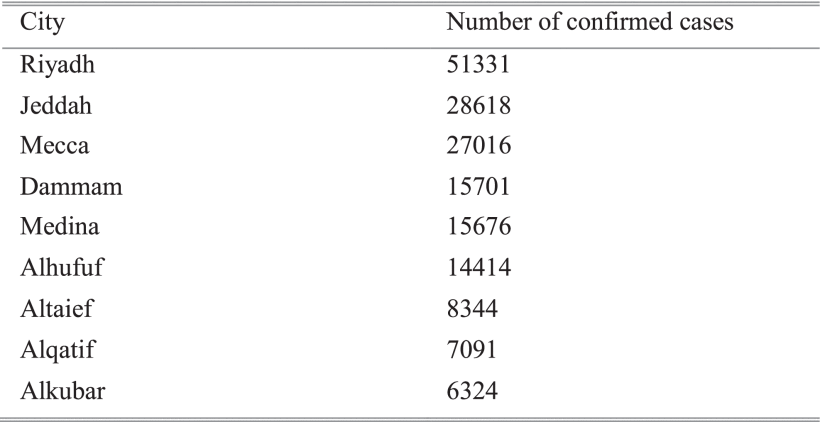 City Number of confirmed cases
Riyadh 51331
Jeddah 28618
Mecca 27016
Dammam 15701
Medina 15676
Alhufuf 14414
Altaief 8344
Alqatif 7091
Alkubar 6324